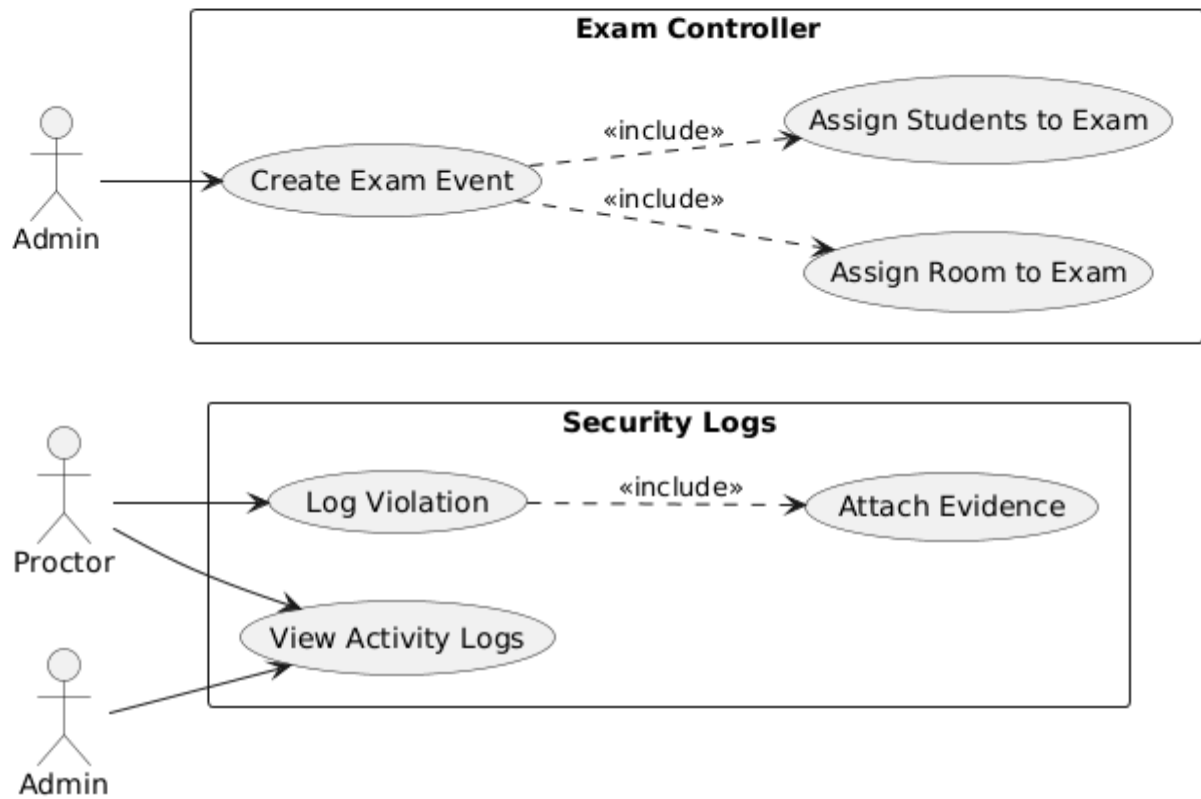 Exam Controller
Assign Students to Exam
«include»
Create Exam Event
«include»
Admin
Assign Room to Exam
Security Logs
«include»
Log Violation
Attach Evidence
Proctor
View Activity Logs
Admin